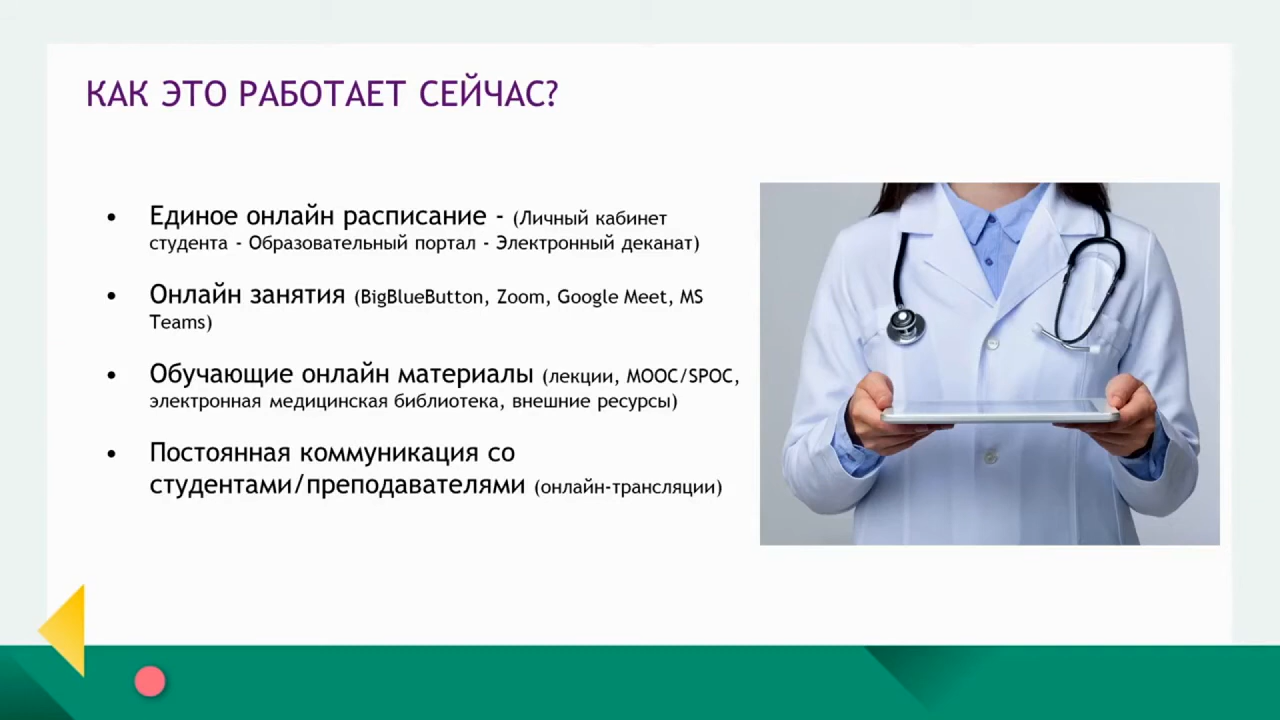 КАК ЭТО РАБОТАЕТ СЕЙЧАС?
• Единое онлайн расписание - (Личный кабинет
студента - Образовательный портал - Электронный деканат)
• Онлайн занятия (BigBlueButton, Zoom, Google Meet, MS
Teams)
• Обучающие онлайн материалы (лекции, MOOC/SPOC,
электронная медицинская библиотека, внешние ресурсы)
• Постоянная коммуникация со
студентами/преподавателями (онлайн-трансляции)